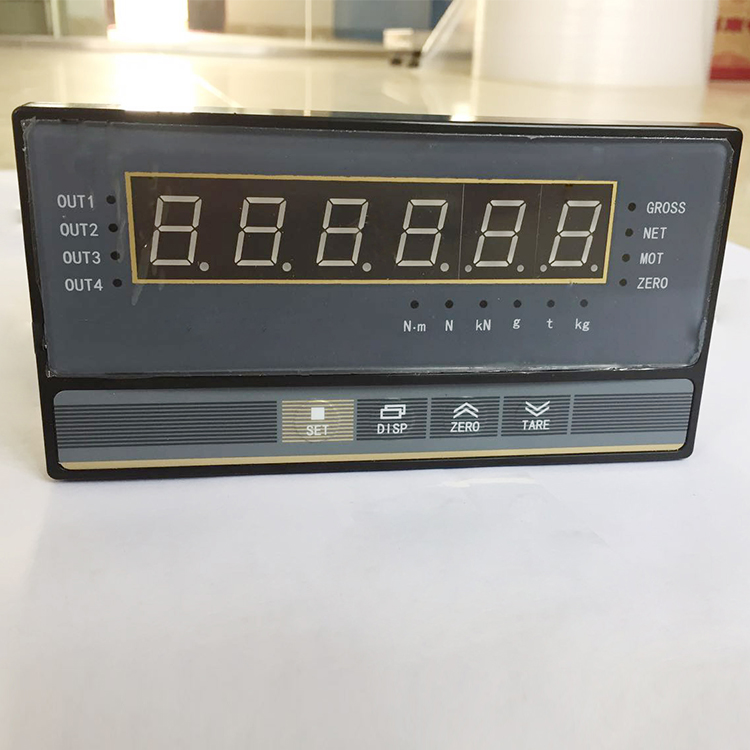 OUT1
OUT2
OUT3
OUT4
GROSS
NET
MOT
ZERO
N·m N kN g t kg
SET DISP ZERO TARE